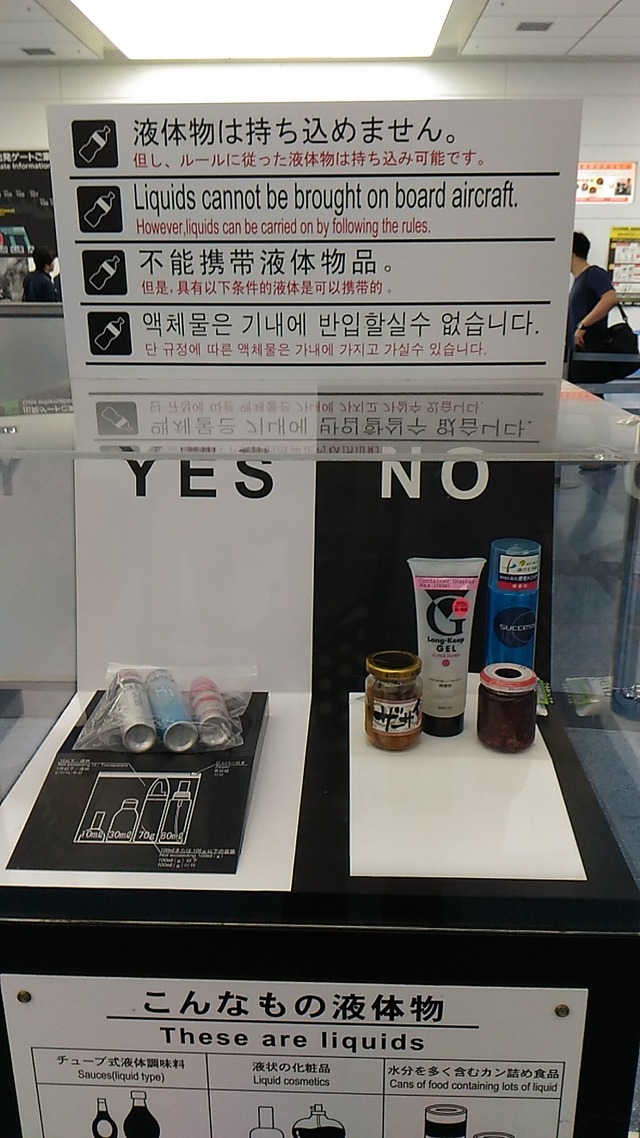 液体物は持ち込めません。
但し、ルールに従った液体物は持ち込み可能です。
Liquids cannot be brought on board aircraft.
However,liquids can be carried on by following the rules.
不能携带液体物品。
但是,具有以下条件的液体是可以携带的。
액체물은 기내에 반입할실수 없습니다.
단 규정에 따른 액체물은 가내에 가지고 가실수 있습니다.
YES
NO
G
Long-Keep
GEL
SUCCESS
ザーサイ
10mℓ 30mℓ 70g 80mℓ
Not exceeding 100ml(g)
こんなもの液体物
These are liquids
チューブ式液体調味料
Sauces(liquid type)
液状の化粧品
Liquid cosmetics
水分を多く含むカン詰め食品
Cans of food containing lots of liquid